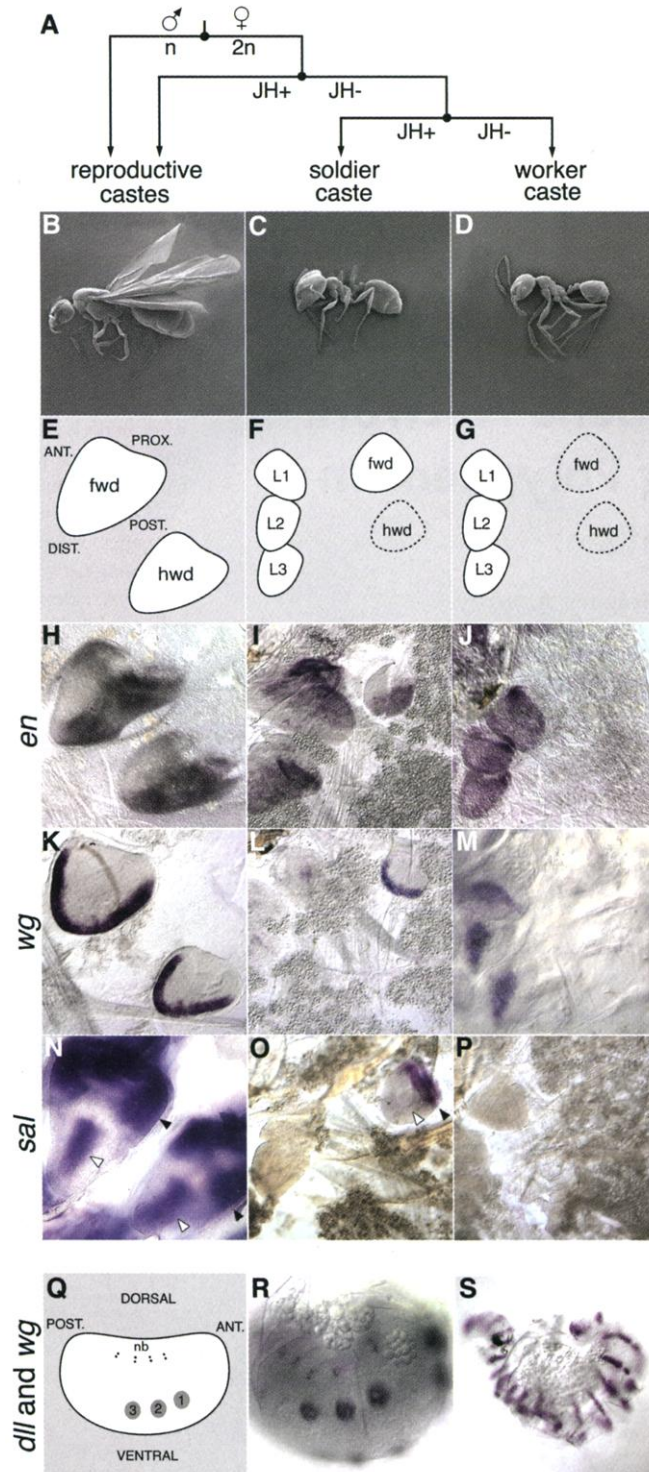 A
♂ ♀
n 2n
JH+ JH-
JH+ JH-
reproductive castes
soldier caste
worker caste
B C D
E F G
ANT. PROX.
fwd
POST.
DIST.
hwd
L1 fwd
L2 hwd
L3
L1 fwd
L2 hwd
L3
en
H I J
wg
K L M
sal
N O P
dll and wg
Q R S
DORSAL
POST. ANT.
nb
3 2 1
VENTRAL